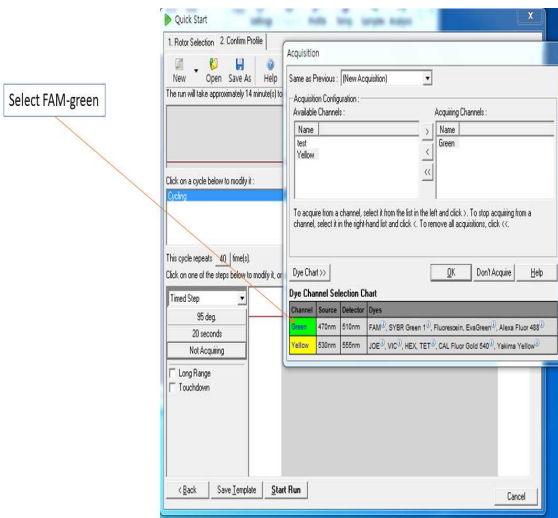 Quick Start
X
1. Rotor Selection 2. Confirm Profile
New Open Save As Help
The run will take approximately 14 minute(s) to
Select FAM-green
Click on a cycle below to modify it :
Cycling
This cycle repeats 40 time(s).
Click on one of the steps below to modify it, or
Timed Step
95 deg.
20 seconds
Not Acquiring
Long Range
Touchdown
< Back Save Template Start Run
Cancel
Acquisition
Same as Previous : (New Acquisition)
Acquisition Configuration :
Available Channels : Acquiring Channels :
Name > Name
test Green
Yellow <
<<
To acquire from a channel, select it from the list in the left and click >. To stop acquiring from a
channel, select it in the right-hand list and click <. To remove all acquisitions, click <<.
Dye Chart >> OK Don't Acquire Help
Dye Channel Selection Chart
Channel Source Detector Dyes
Green 470nm 510nm FAM, SYBR Green 1, Fluorescein, EvaGreen, Alexa Fluor 488
Yellow 530nm 555nm JOE, VIC, HEX, TET, CAL Fluor Gold 540, Yakima Yellow